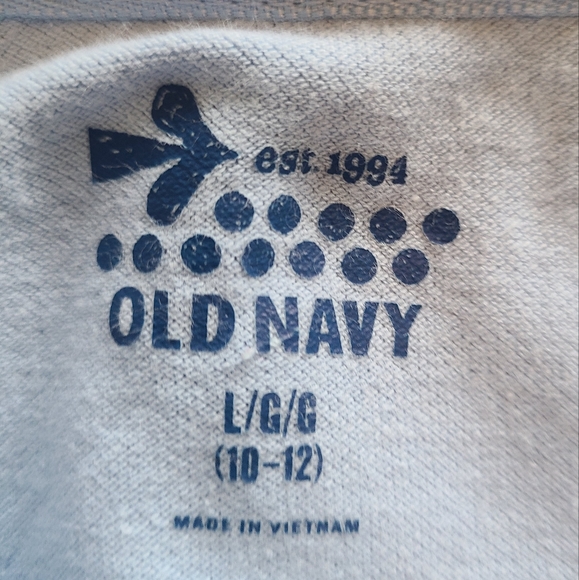 est. 1994
OLD NAVY
L/G/G
(10-12)
MADE IN VIETNAM